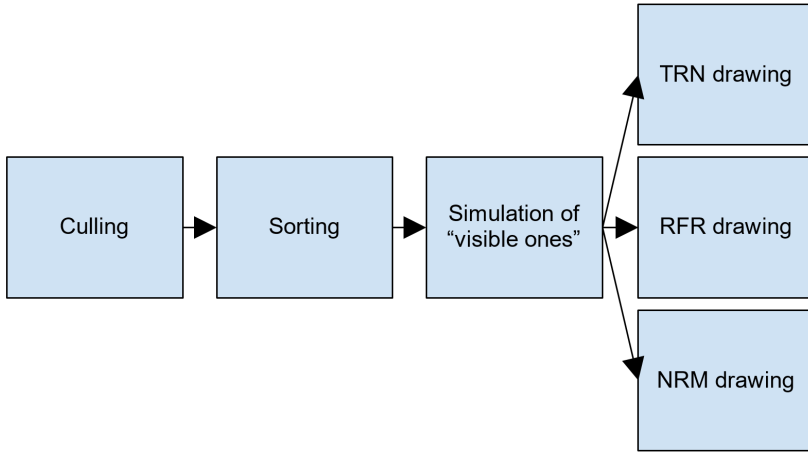 Culling
Sorting
Simulation of
“visible ones”
TRN drawing
RFR drawing
NRM drawing